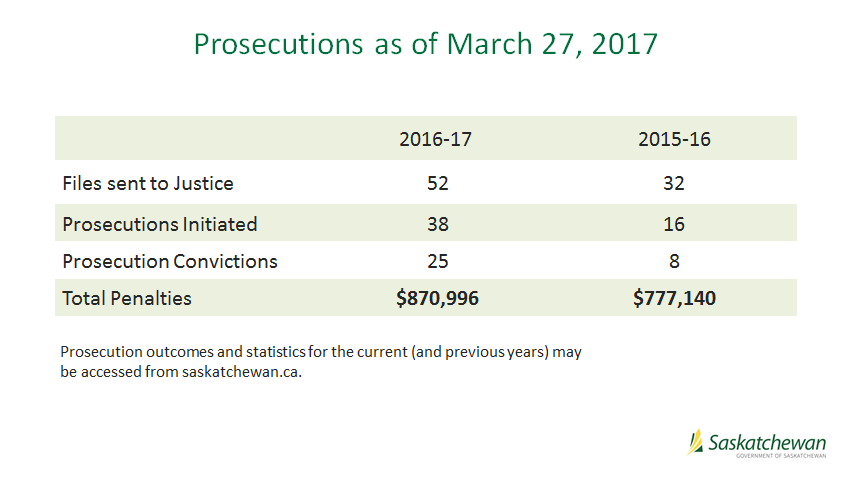 Prosecutions as of March 27, 2017
2016-17 2015-16
Files sent to Justice 52 32
Prosecutions Initiated 38 16
Prosecution Convictions 25 8
Total Penalties $870,996 $777,140
Prosecution outcomes and statistics for the current (and previous years) may
be accessed from saskatchewan.ca.
Saskatchewan
GOVERNMENT OF SASKATCHEWAN